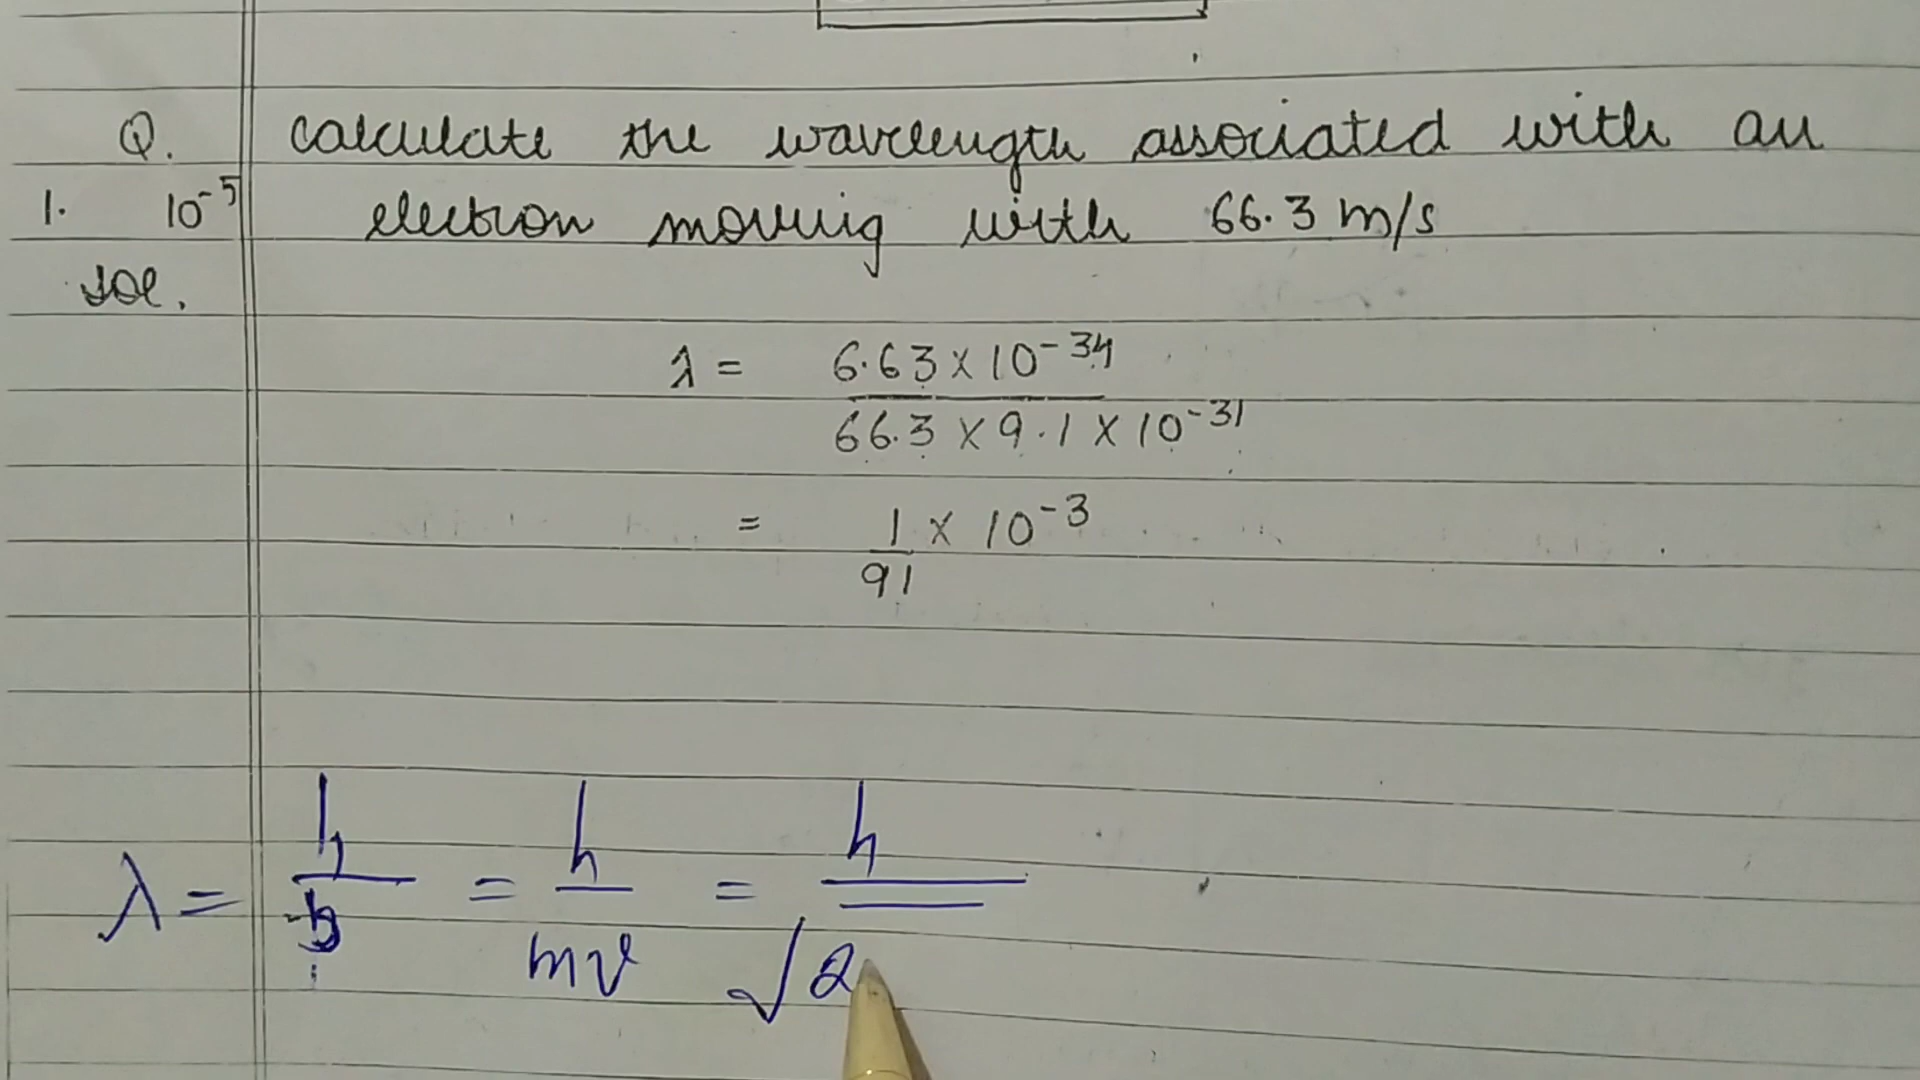 Q. calculate the wavelength associated with an
1. 10⁻⁵ electron moving with 66.3 m/s
sol.
λ = 6.63 × 10⁻³⁴
66.3 × 9.1 × 10⁻³¹
= 1 × 10⁻³
91
λ = h = h = h
mv √2